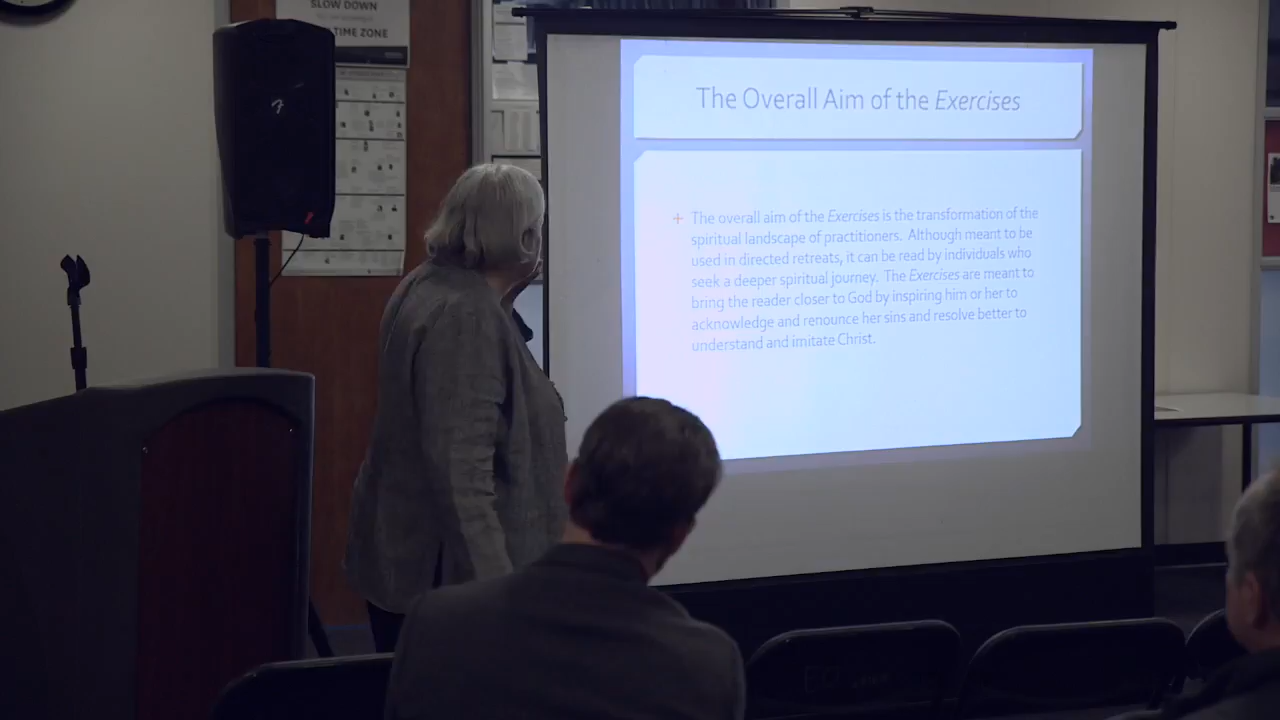 SLOW DOWN
TIME ZONE
The Overall Aim of the Exercises
+ The overall aim of the Exercises is the transformation of the
spiritual landscape of practitioners. Although meant to be
used in directed retreats, it can be read by individuals who
seek a deeper spiritual journey. The Exercises are meant to
bring the reader closer to God by inspiring him or her to
acknowledge and renounce her sins and resolve better to
understand and imitate Christ.